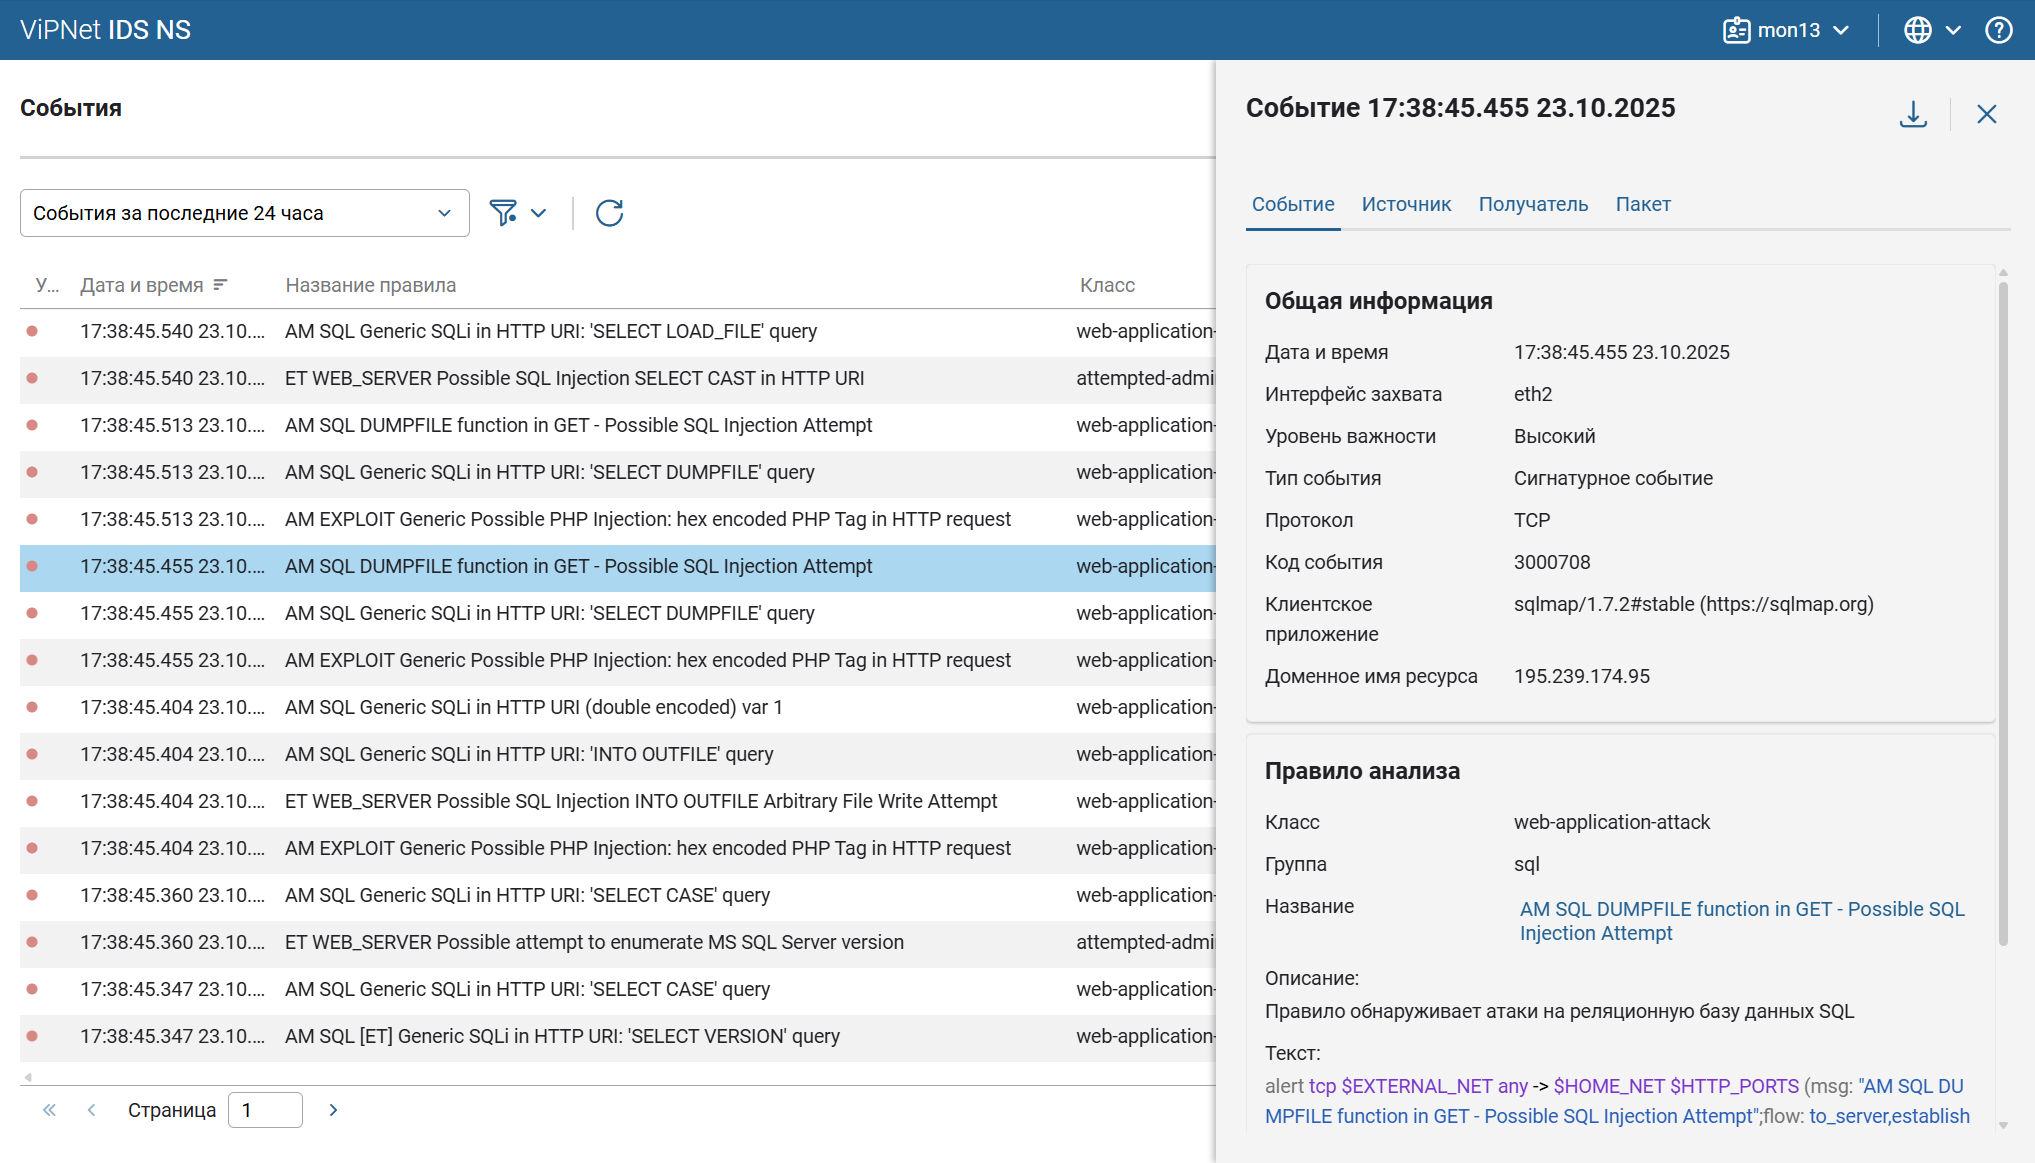 ViPNet IDS NS
mon13
События
События за последние 24 часа
У... Дата и время Название правила Класс
17:38:45.540 23.10.... AM SQL Generic SQLi in HTTP URI: 'SELECT LOAD_FILE' query web-application-
17:38:45.540 23.10.... ET WEB_SERVER Possible SQL Injection SELECT CAST in HTTP URI attempted-admi
17:38:45.513 23.10.... AM SQL DUMPFILE function in GET - Possible SQL Injection Attempt web-application-
17:38:45.513 23.10.... AM SQL Generic SQLi in HTTP URI: 'SELECT DUMPFILE' query web-application-
17:38:45.513 23.10.... AM EXPLOIT Generic Possible PHP Injection: hex encoded PHP Tag in HTTP request web-application-
17:38:45.455 23.10.... AM SQL DUMPFILE function in GET - Possible SQL Injection Attempt web-application-
17:38:45.455 23.10.... AM SQL Generic SQLi in HTTP URI: 'SELECT DUMPFILE' query web-application-
17:38:45.455 23.10.... AM EXPLOIT Generic Possible PHP Injection: hex encoded PHP Tag in HTTP request web-application-
17:38:45.404 23.10.... AM SQL Generic SQLi in HTTP URI (double encoded) var 1 web-application-
17:38:45.404 23.10.... AM SQL Generic SQLi in HTTP URI: 'INTO OUTFILE' query web-application-
17:38:45.404 23.10.... ET WEB_SERVER Possible SQL Injection INTO OUTFILE Arbitrary File Write Attempt web-application-
17:38:45.404 23.10.... AM EXPLOIT Generic Possible PHP Injection: hex encoded PHP Tag in HTTP request web-application-
17:38:45.360 23.10.... AM SQL Generic SQLi in HTTP URI: 'SELECT CASE' query web-application-
17:38:45.360 23.10.... ET WEB_SERVER Possible attempt to enumerate MS SQL Server version attempted-admi
17:38:45.347 23.10.... AM SQL Generic SQLi in HTTP URI: 'SELECT CASE' query web-application-
17:38:45.347 23.10.... AM SQL [ET] Generic SQLi in HTTP URI: 'SELECT VERSION' query web-application-
Страница 1
Событие 17:38:45.455 23.10.2025
Событие Источник Получатель Пакет
Общая информация
Дата и время 17:38:45.455 23.10.2025
Интерфейс захвата eth2
Уровень важности Высокий
Тип события Сигнатурное событие
Протокол TCP
Код события 3000708
Клиентское sqlmap/1.7.2#stable (https://sqlmap.org)
приложение
Доменное имя ресурса 195.239.174.95
Правило анализа
Класс web-application-attack
Группа sql
Название AM SQL DUMPFILE function in GET - Possible SQL
Injection Attempt
Описание:
Правило обнаруживает атаки на реляционную базу данных SQL
Текст:
alert tcp $EXTERNAL_NET any -> $HOME_NET $HTTP_PORTS (msg: "AM SQL DU
MPFILE function in GET - Possible SQL Injection Attempt";flow: to_server,establish